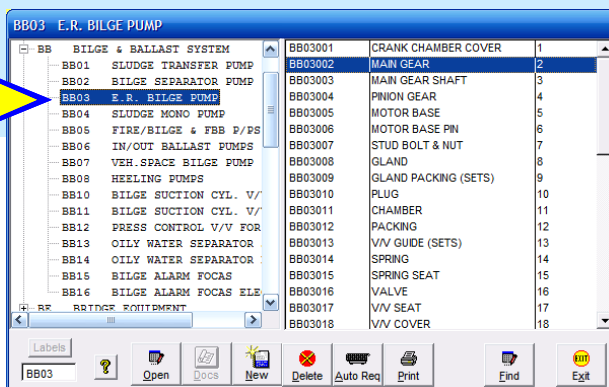 BB03 E.R. BILGE PUMP
BB BILGE & BALLAST SYSTEM
BB01 SLUDGE TRANSFER PUMP
BB02 BILGE SEPARATOR PUMP
BB03 E.R. BILGE PUMP
BB04 SLUDGE MONO PUMP
BB05 FIRE/BILGE & FBB P/PS
BB06 IN/OUT BALLAST PUMPS
BB07 VEH.SPACE BILGE PUMP
BB08 HEELING PUMPS
BB10 BILGE SUCTION CYL. V/
BB11 BILGE SUCTION CYL. V/
BB12 PRESS CONTROL V/V FOR
BB13 OILY WATER SEPARATOR
BB14 OILY WATER SEPARATOR
BB15 BILGE ALARM FOCAS
BB16 BILGE ALARM FOCAS ELE
BE BRIDGE EQUIPMENT
BB03001 CRANK CHAMBER COVER 1
BB03002 MAIN GEAR 2
BB03003 MAIN GEAR SHAFT 3
BB03004 PINION GEAR 4
BB03005 MOTOR BASE 5
BB03006 MOTOR BASE PIN 6
BB03007 STUD BOLT & NUT 7
BB03008 GLAND 8
BB03009 GLAND PACKING (SETS) 9
BB03010 PLUG 10
BB03011 CHAMBER 11
BB03012 PACKING 12
BB03013 V/V GUIDE (SETS) 13
BB03014 SPRING 14
BB03015 SPRING SEAT 15
BB03016 VALVE 16
BB03017 V/V SEAT 17
BB03018 V/V COVER 18
Labels
BB03
Open
Docs
New
Delete
Auto Req
Print
Find
EXIT
Exit